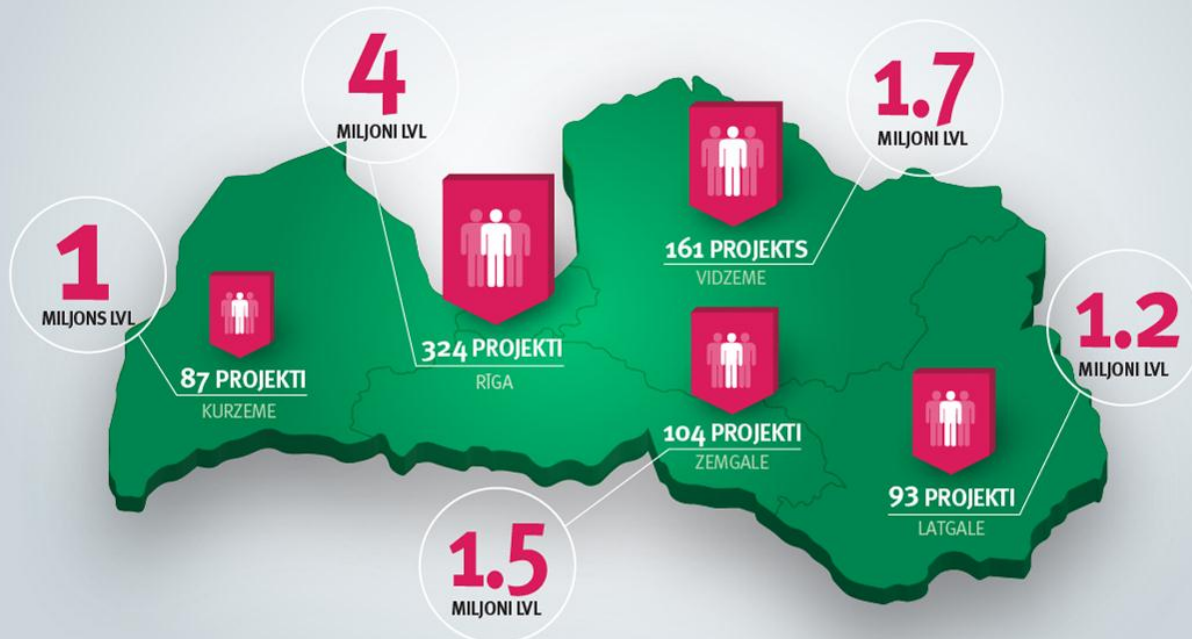 4
MILJONI LVL
1.7
MILJONI LVL
1
MILJONS LVL
161 PROJEKTS
VIDZEME
1.2
MILJONI LVL
324 PROJEKTI
RĪGA
87 PROJEKTI
KURZEME
104 PROJEKTI
ZEMGALE
93 PROJEKTI
LATGALE
1.5
MILJONI LVL